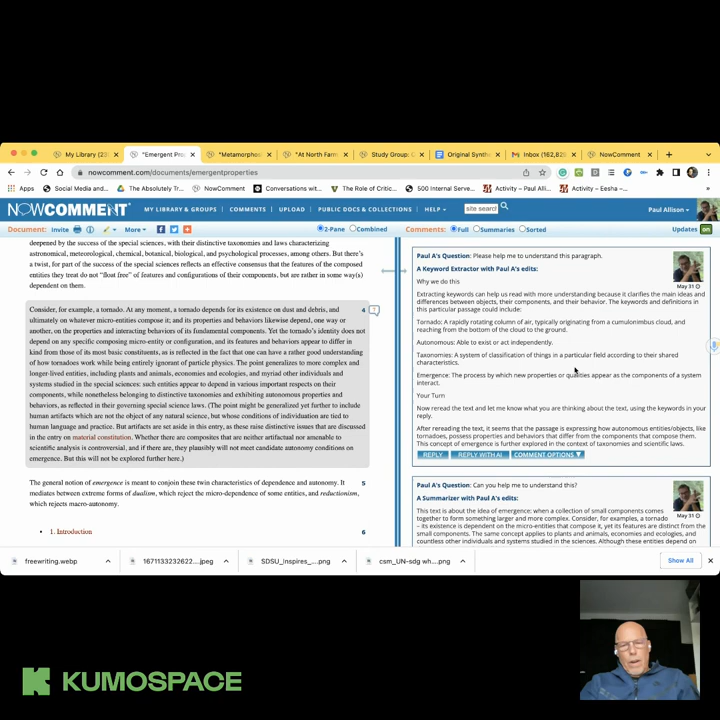 My Library (23
"Emergent Pro
"Metamorphos
"At North Farm
Study Group: C
Original Synthe
Inbox (162,825
NowComment
nowcomment.com/documents/emergentproperties
Apps
Social Media and...
The Absolutely Tr...
NowComment
Conversations wit...
The Role of Critic...
500 Internal Serve...
Activity – Paul Alli...
Activity – Eesha –...
NOWCOMMENT
MY LIBRARY & GROUPS
COMMENTS
UPLOAD
PUBLIC DOCS & COLLECTIONS
HELP
site search
Paul Allison
Document:
Invite
More
2-Pane
Combined
Comments:
Full
Summaries
Sorted
Updates
on
deepened by the success of the special sciences, with their distinctive taxonomies and laws characterizing
astronomical, meteorological, chemical, botanical, biological, and psychological processes, among others. But there's
a twist, for part of the success of the special sciences reflects an effective consensus that the features of the composed
entities they treat do not "float free" of features and configurations of their components, but are rather in some way(s)
dependent on them.
Consider, for example, a tornado. At any moment, a tornado depends for its existence on dust and debris, and
4
ultimately on whatever micro-entities compose it; and its properties and behaviors likewise depend, one way or
another, on the properties and interacting behaviors of its fundamental components. Yet the tornado's identity does not
depend on any specific composing micro-entity or configuration, and its features and behaviors appear to differ in
kind from those of its most basic constituents, as is reflected in the fact that one can have a rather good understanding
of how tornadoes work while being entirely ignorant of particle physics. The point generalizes to more complex and
longer-lived entities, including plants and animals, economies and ecologies, and myriad other individuals and
systems studied in the special sciences: such entities appear to depend in various important respects on their
components, while nonetheless belonging to distinctive taxonomies and exhibiting autonomous properties and
behaviors, as reflected in their governing special science laws. (The point might be generalized yet further to include
human artifacts which are not the object of any natural science, but whose conditions of individuation are tied to
human language and practice. But artifacts are set aside in this entry, as these raise distinctive issues that are discussed
in the entry on material constitution. Whether there are composites that are neither artifactual nor amenable to
scientific analysis is controversial, and if there are, they plausibly will not meet candidate autonomy conditions on
emergence. But this will not be explored further here.)
The general notion of emergence is meant to conjoin these twin characteristics of dependence and autonomy. It
5
mediates between extreme forms of dualism, which reject the micro-dependence of some entities, and reductionism,
which rejects macro-autonomy.
• 1. Introduction
6
Paul A's Question: Please help me to understand this paragraph.
A Keyword Extractor with Paul A's edits:
May 31
Why we do this
Extracting keywords can help us read with more understanding because it clarifies the main ideas and
differences between objects, their components, and their behavior. The keywords and definitions in
this particular passage could include:
Tornado: A rapidly rotating column of air, typically originating from a cumulonimbus cloud, and
reaching from the bottom of the cloud to the ground.
Autonomous: Able to exist or act independently.
Taxonomies: A system of classification of things in a particular field according to their shared
characteristics.
Emergence: The process by which new properties or qualities appear as the components of a system
interact.
Your Turn
Now reread the text and let me know what you are thinking about the text, using the keywords in your
reply.
After rereading the text, it seems that the passage is exploring how autonomous entities/objects, like
tornadoes, possess properties and behaviors that differ from the components that compose them.
This concept of emergence is further explored in the context of taxonomies and scientific laws.
REPLY
REPLY WITH AI
COMMENT OPTIONS
Paul A's Question: Can you help me to understand this?
A Summarizer with Paul A's edits:
May 31
This text is about the idea of emergence: when a collection of small components comes
together to form something larger and more complex. Consider, for examples, a tornado
– its existence is dependent on the micro-entities that compose it, yet its features are distinct from the
small components. The same concept applies to plants and animals, economies and ecologies, and
countless other individuals and systems studied in the sciences. Although these entities depend on
freewriting.webp
1671133232622....jpeg
SDSU_inspires_....png
csm_UN-sdg wh....png
Show All
KUMOSPACE